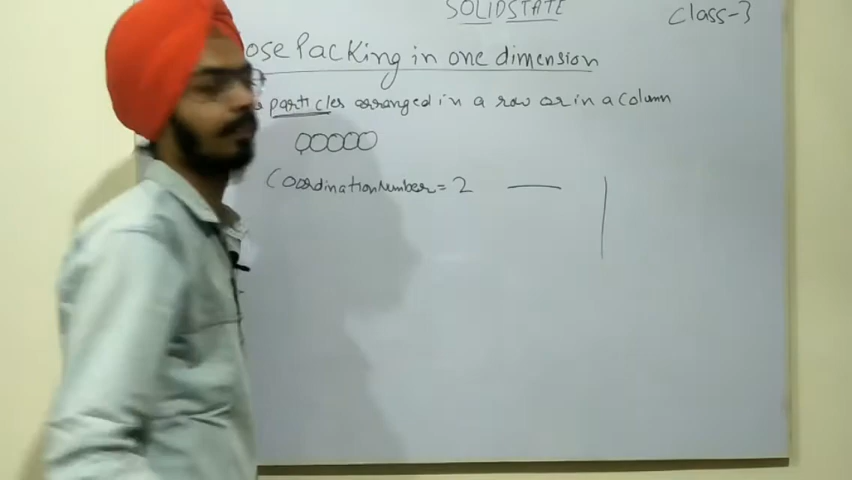 SOLIDSTATE
Class-3
ose Packing in one dimension
particles arranged in a row or in a column
Coordination Number = 2